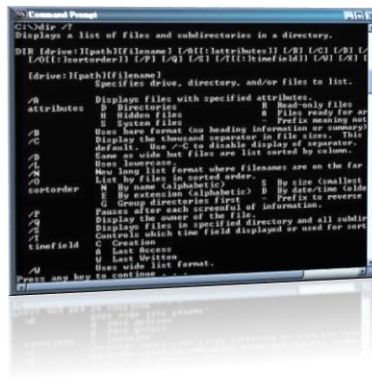 Command Prompt
C:\>dir /?
Displays a list of files and subdirectories in a directory.
DIR [drive:][path][filename] [/A[[:]attributes]] [/B] [/C] [/D] [/
[/O[[:]sortorder]] [/P] [/Q] [/S] [/T[[:]timefield]] [/W] [/X] [
[drive:][path][filename]
Specifies drive, directory, and/or files to list.
/A Displays files with specified attributes.
attributes D Directories R Read-only files
H Hidden files A Files ready for ar
S System files - Prefix meaning not
/B Uses bare format (no heading information or summary)
/C Display the thousand separator in file sizes. This
default. Use /-C to disable display of separator.
/D Same as wide but files are list sorted by column.
/L Uses lowercase.
/N New long list format where filenames are on the far
/O List by files in sorted order.
sortorder N By name (alphabetic) S By size (smallest
E By extension (alphabetic) D By date/time (olde
G Group directories first - Prefix to reverse
/P Pauses after each screenful of information.
/Q Display the owner of the file.
/S Displays files in specified directory and all subdir
/T Controls which time field displayed or used for sort
timefield C Creation
A Last Access
W Last Written
/W Uses wide list format.
Press any key to continue . . .